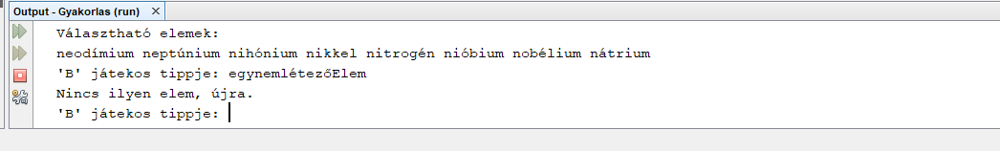 Output - Gyakorlas (run)
Választható elemek:
neodímium neptúnium nihónium nikkel nitrogén nióbium nobélium nátrium
'B' játekos tippje: egynemlétezőElem
Nincs ilyen elem, újra.
'B' játekos tippje: